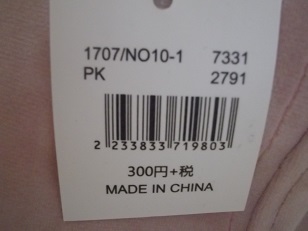 1707/NO10-1 7331
PK 2791
2 233833 719803
300円+税
MADE IN CHINA